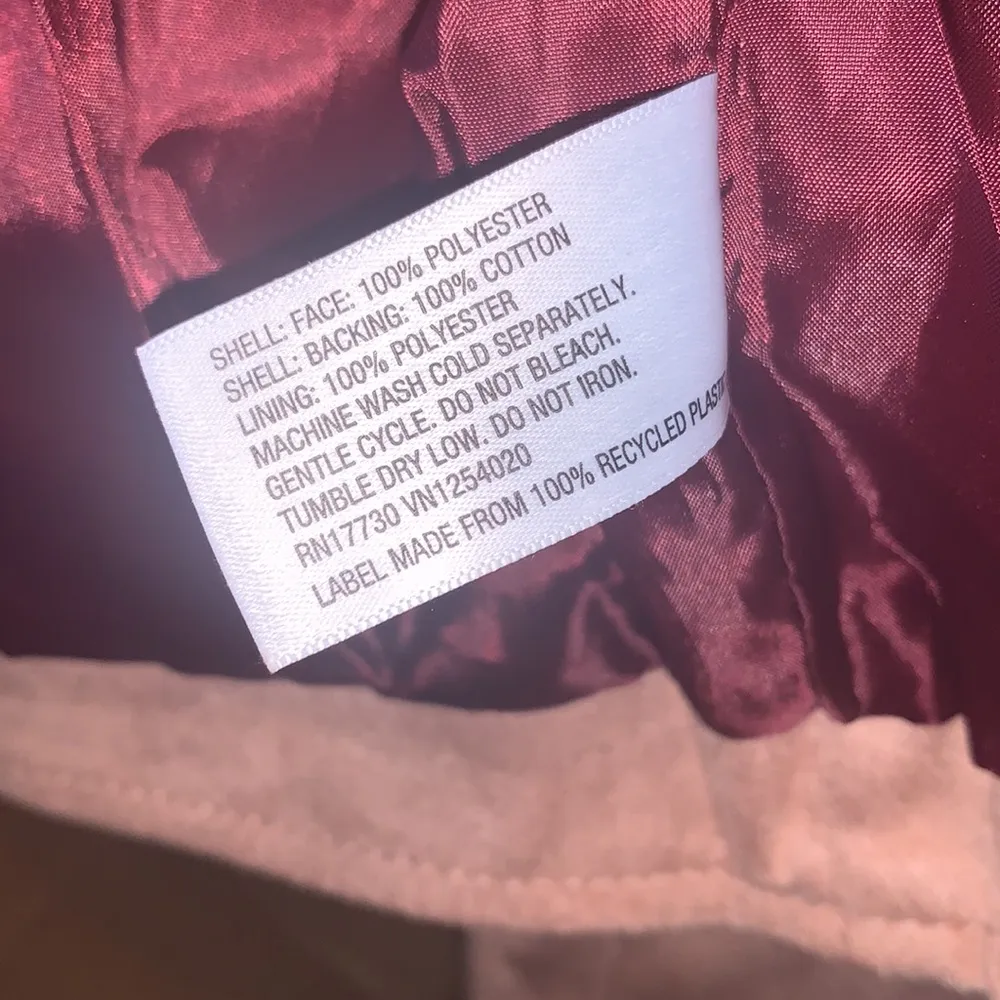 SHELL: FACE: 100% POLYESTER
SHELL: BACKING: 100% COTTON
LINING: 100% POLYESTER
MACHINE WASH COLD SEPARATELY.
GENTLE CYCLE. DO NOT BLEACH.
TUMBLE DRY LOW. DO NOT IRON.
RN17730 VN1254020
LABEL MADE FROM 100% RECYCLED PLASTIC